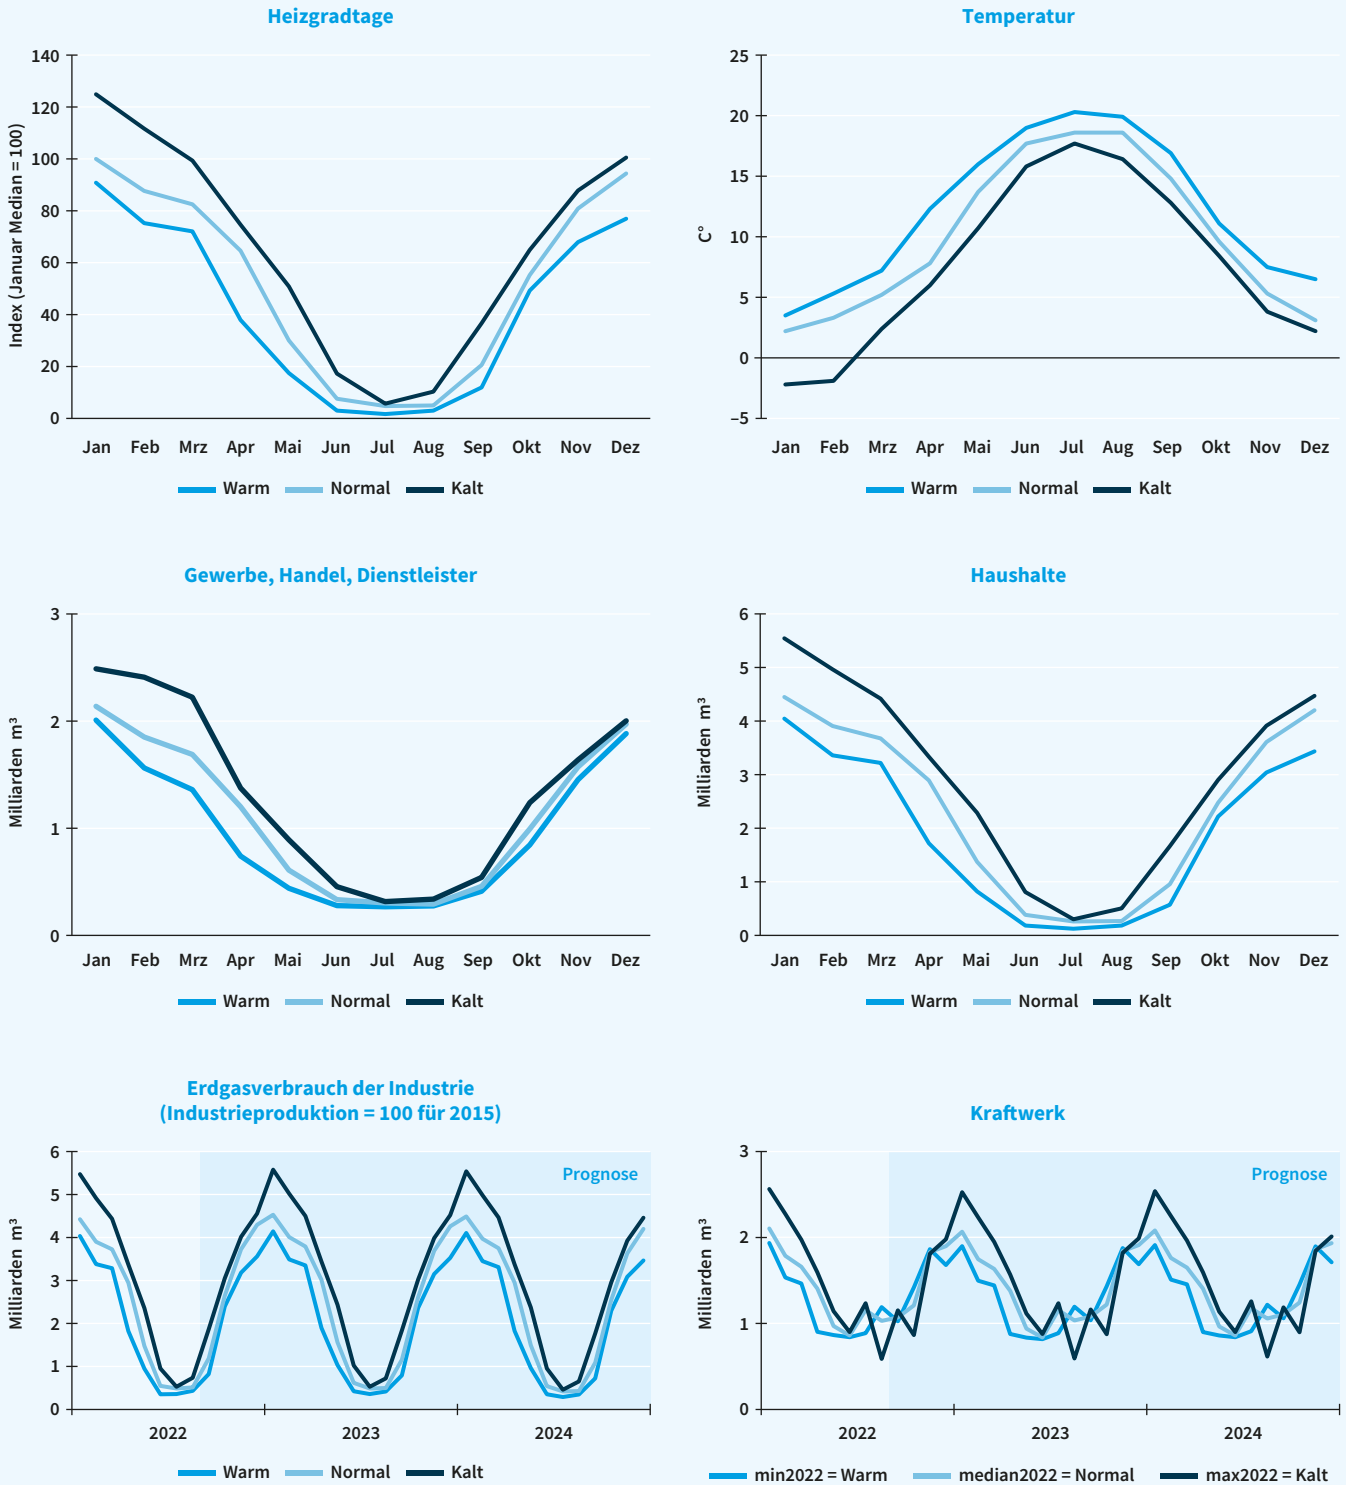 Heizgradtage
Index (Januar Median = 100)
140
120
100
80
60
40
20
0
Jan Feb Mrz Apr Mai Jun Jul Aug Sep Okt Nov Dez
Warm Normal Kalt
Temperatur
C°
25
20
15
10
5
0
–5
Jan Feb Mrz Apr Mai Jun Jul Aug Sep Okt Nov Dez
Warm Normal Kalt
Gewerbe, Handel, Dienstleister
Milliarden m³
3
2
1
0
Jan Feb Mrz Apr Mai Jun Jul Aug Sep Okt Nov Dez
Warm Normal Kalt
Haushalte
Milliarden m³
6
5
4
3
2
1
0
Jan Feb Mrz Apr Mai Jun Jul Aug Sep Okt Nov Dez
Warm Normal Kalt
Erdgasverbrauch der Industrie
(Industrieproduktion = 100 für 2015)
Milliarden m³
6
5
4
3
2
1
0
Prognose
2022 2023 2024
Warm Normal Kalt
Kraftwerk
Milliarden m³
3
2
1
0
Prognose
2022 2023 2024
min2022 = Warm median2022 = Normal max2022 = Kalt